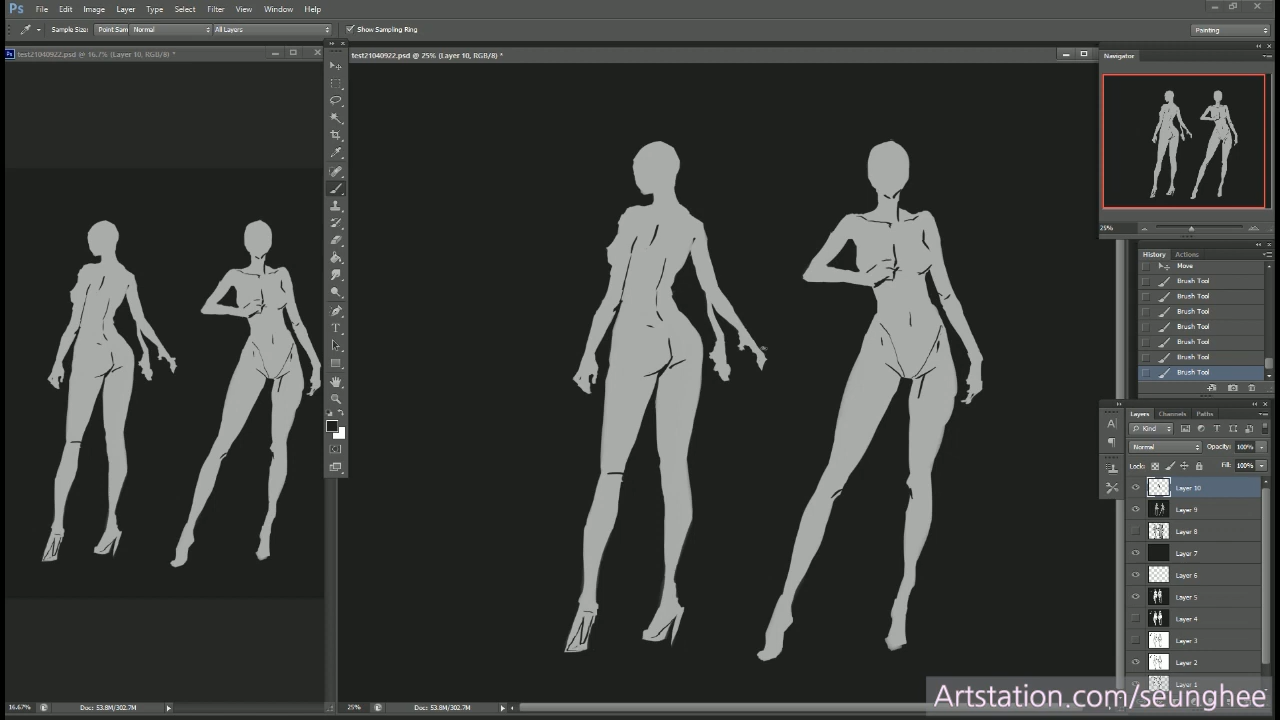 Ps File Edit Image Layer Type Select Filter View Window Help
Sample Size: Point Sam Normal All Layers Show Sampling Ring Painting
Ps test21040922.psd @ 16.7% (Layer 10, RGB/8) *
test21040922.psd @ 25% (Layer 10, RGB/8) *
Navigator
25%
History Actions
Move
Brush Tool
Brush Tool
Brush Tool
Brush Tool
Brush Tool
Brush Tool
Brush Tool
Layers Channels Paths
Kind
Normal Opacity: 100%
Lock: Fill: 100%
Layer 10
Layer 9
Layer 8
Layer 7
Layer 6
Layer 5
Layer 4
Layer 3
Layer 2
Layer 1
Artstation.com/seunghee
16.67% Doc: 53.8M/302.7M
25% Doc: 53.8M/302.7M